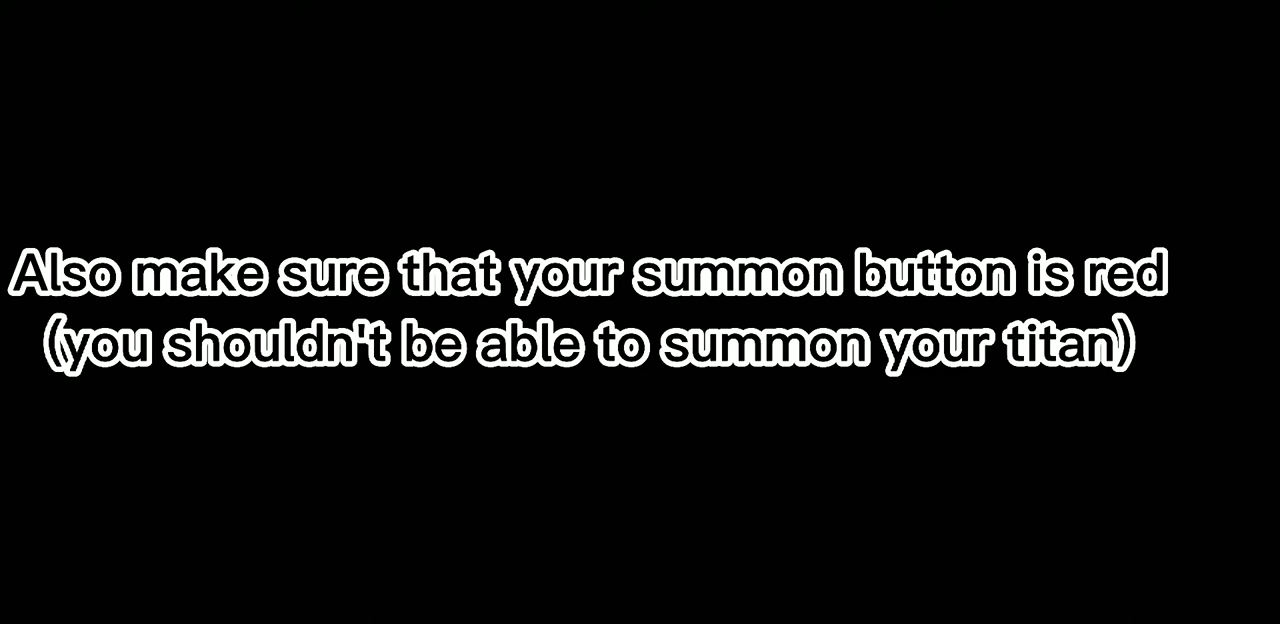 Also make sure that your summon button is red
(you shouldn't be able to summon your titan)